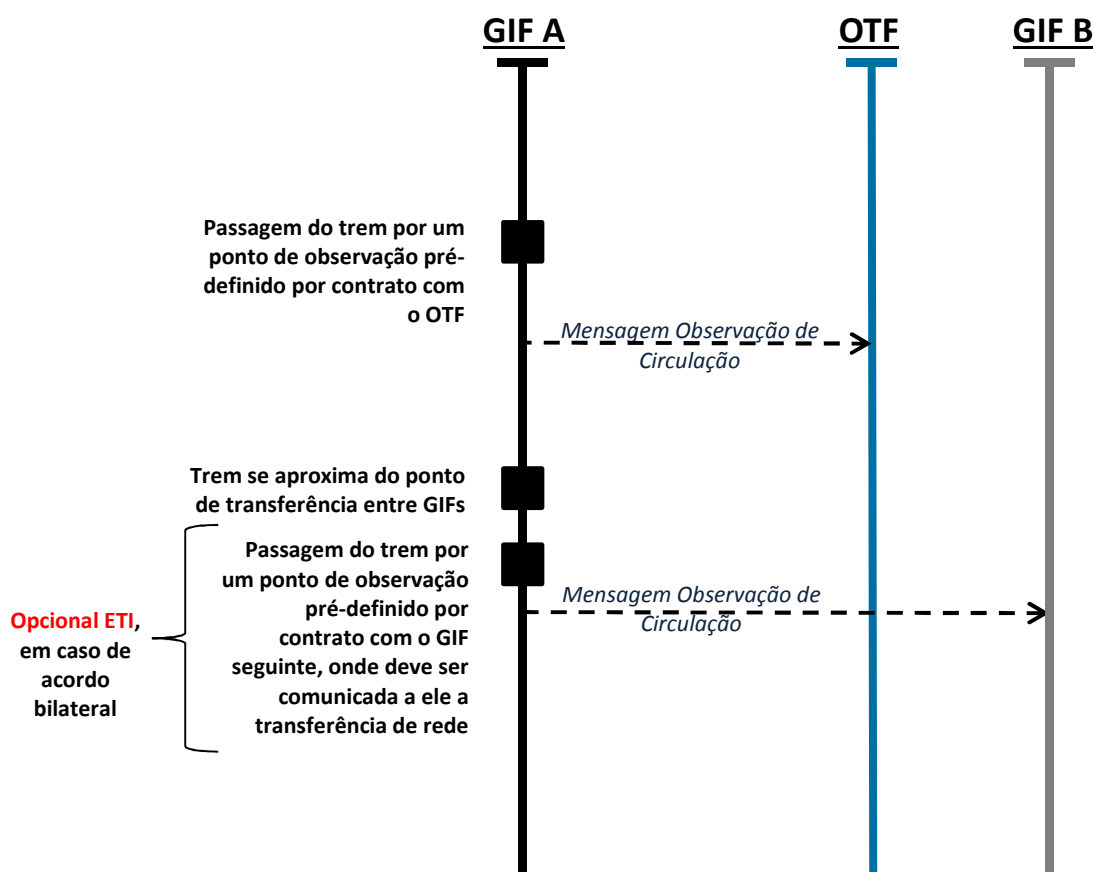 GIF A
OTF
GIF B
Passagem do trem por um
ponto de observação pré-
definido por contrato com
o OTF
Mensagem Observação de
Circulação
Trem se aproxima do ponto
de transferência entre GIFs
Passagem do trem por
um ponto de observação
pré-definido por
contrato com o GIF
seguinte, onde deve ser
comunicada a ele a
transferência de rede
Opcional ETI,
em caso de
acordo
bilateral
Mensagem Observação de
Circulação